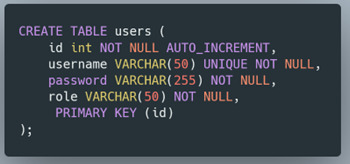 CREATE TABLE users (
    id int NOT NULL AUTO_INCREMENT,
    username VARCHAR(50) UNIQUE NOT NULL,
    password VARCHAR(255) NOT NULL,
    role VARCHAR(50) NOT NULL,
     PRIMARY KEY (id)
);